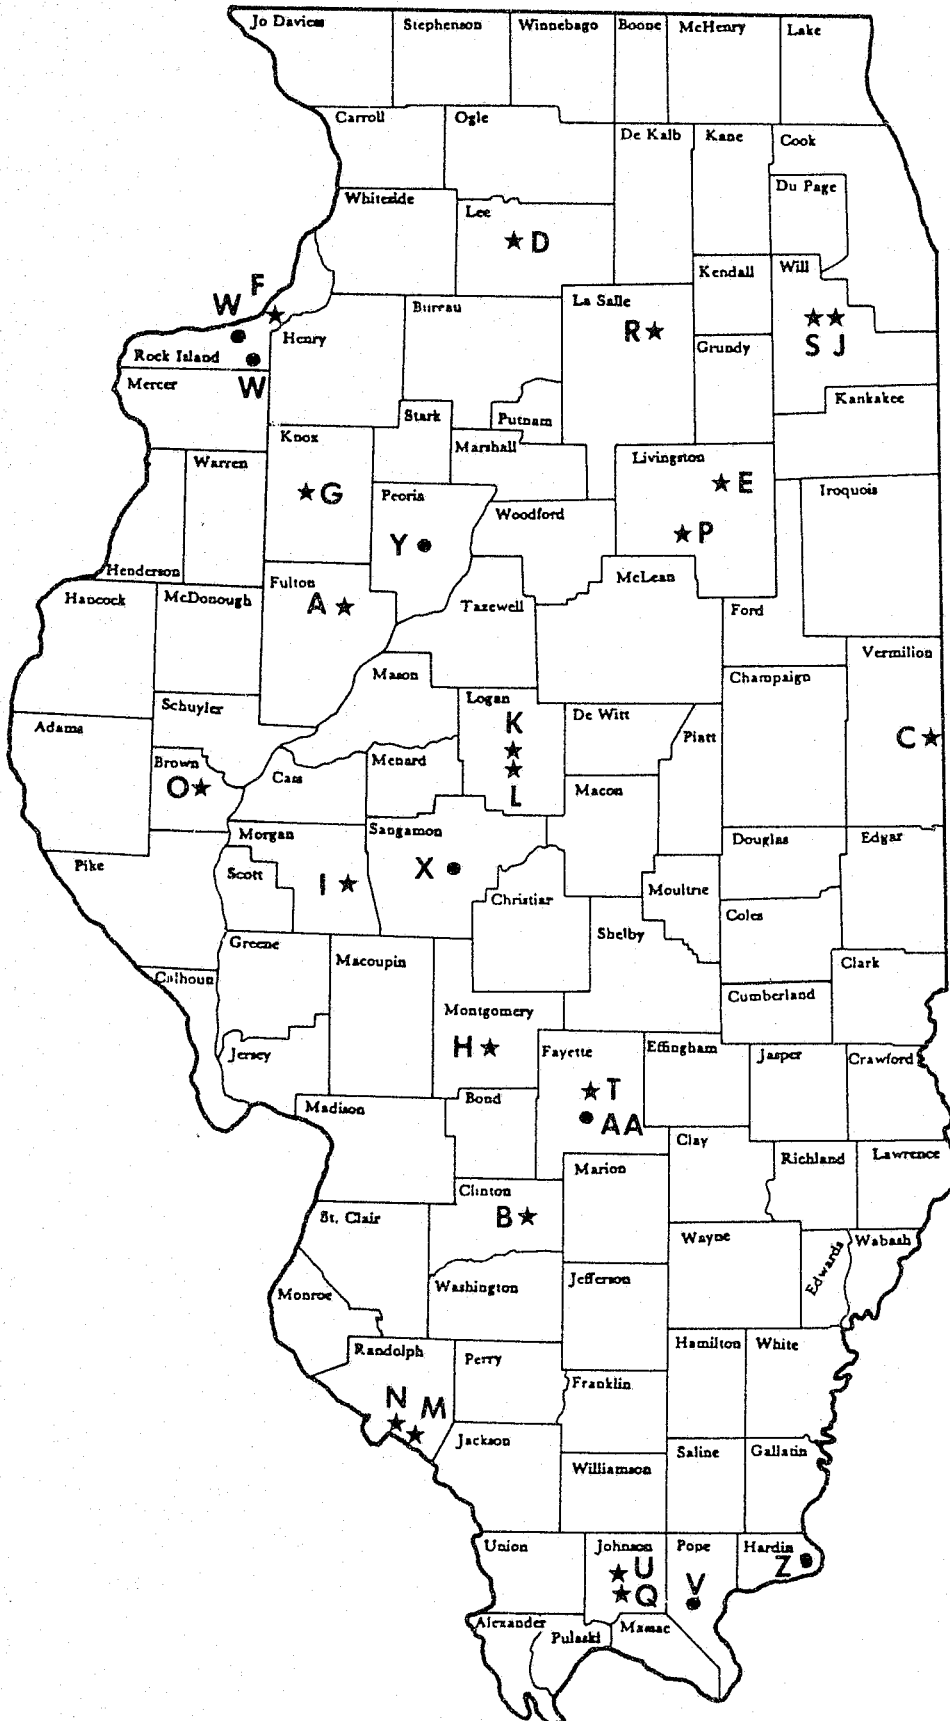 Jo Daviess
Stephenson
Winnebago
Boone
McHenry
Lake
Carroll
Ogle
De Kalb
Kane
Cook
Du Page
Whiteside
Lee
D
Kendall
Will
F
W
Bureau
La Salle
R
S J
Henry
Rock Island
Grundy
Mercer
W
Kankakee
Stark
Putnam
Knox
Marshall
Warren
Livingston
E
G
Peoria
Iroquois
Woodford
P
Y
Henderson
Fulton
McLean
Hancock
McDonough
A
Tazewell
Ford
Vermilion
Mason
Champaign
Schuyler
Logan
Adams
K
De Witt
Piatt
C
Brown
Cass
Menard
O
L
Macon
Morgan
Sangamon
Douglas
Edgar
Pike
Scott
I
X
Moultrie
Christian
Coles
Greene
Shelby
Macoupin
Clark
Calhoun
Cumberland
Montgomery
H
Fayette
Effingham
Jasper
Crawford
Jersey
T
Bond
Madison
AA
Clay
Richland
Lawrence
Marion
Clinton
B
St. Clair
Wayne
Edwards
Wabash
Jefferson
Washington
Monroe
Hamilton
White
Randolph
Perry
Franklin
N
M
Jackson
Saline
Gallatin
Williamson
Union
Johnson
Pope
Hardin
U
Z
Q
V
Alexander
Pulaski
Massac